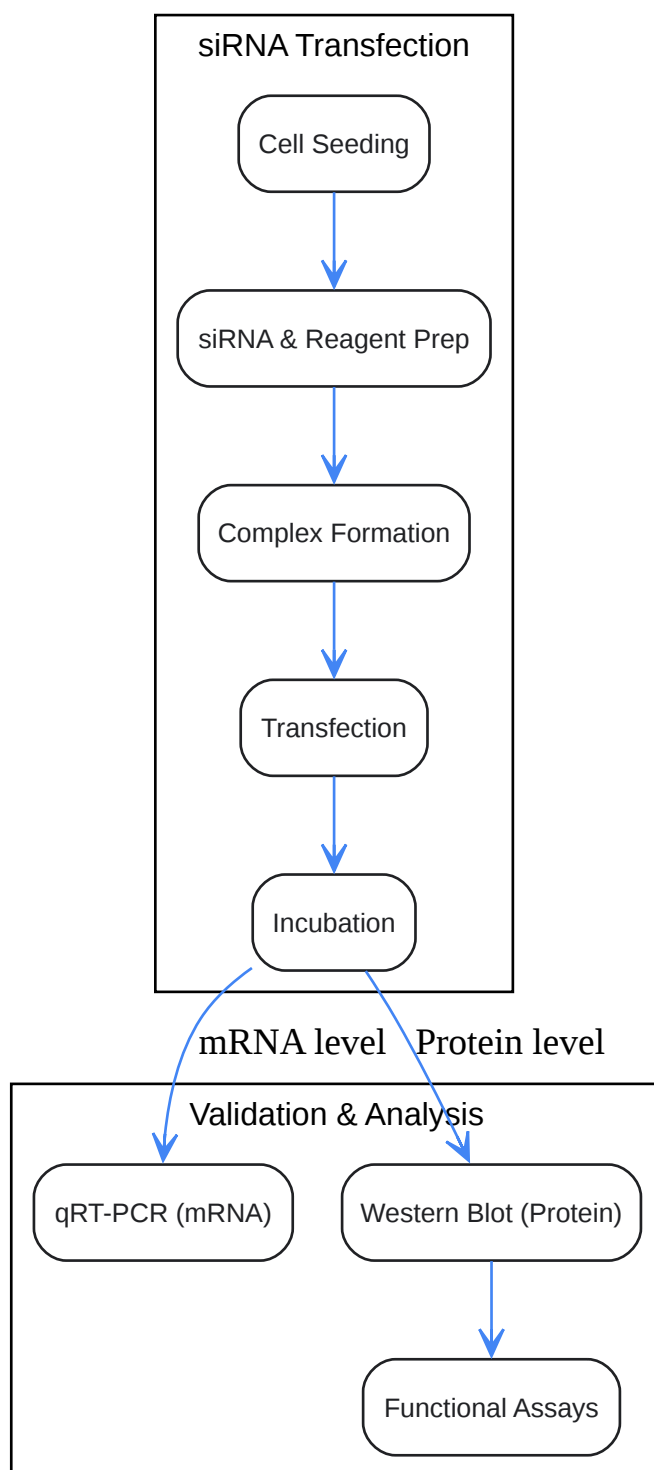 siRNA Transfection
Cell Seeding
siRNA & Reagent Prep
Complex Formation
Transfection
Incubation
mRNA level
Protein level
Validation & Analysis
qRT-PCR (mRNA)
Western Blot (Protein)
Functional Assays